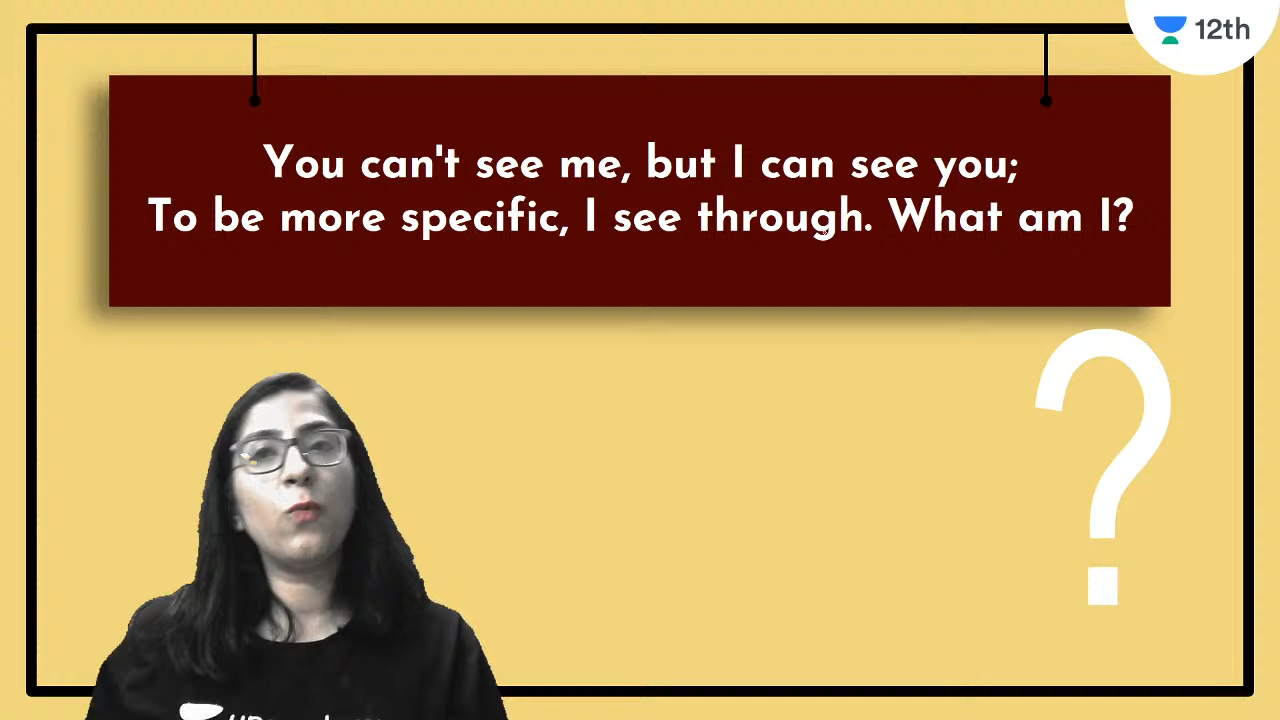 12th
You can't see me, but I can see you;
To be more specific, I see through. What am I?
?